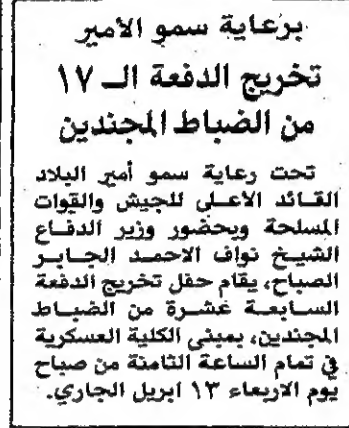 برعاية سمو الأمير
تخريج الدفعة الـ ١٧
من الضباط المجندين
تحت رعاية سمو أمير البلاد
القائد الاعلى للجيش والقوات
المسلحة وبحضور وزير الدفاع
الشيخ نواف الاحمد الجابر
الصباح، يقام حفل تخريج الدفعة
السابعة عشرة من الضباط
المجندين، بمبنى الكلية العسكرية
في تمام الساعة الثامنة من صباح
يوم الاربعاء ١٣ ابريل الجاري.